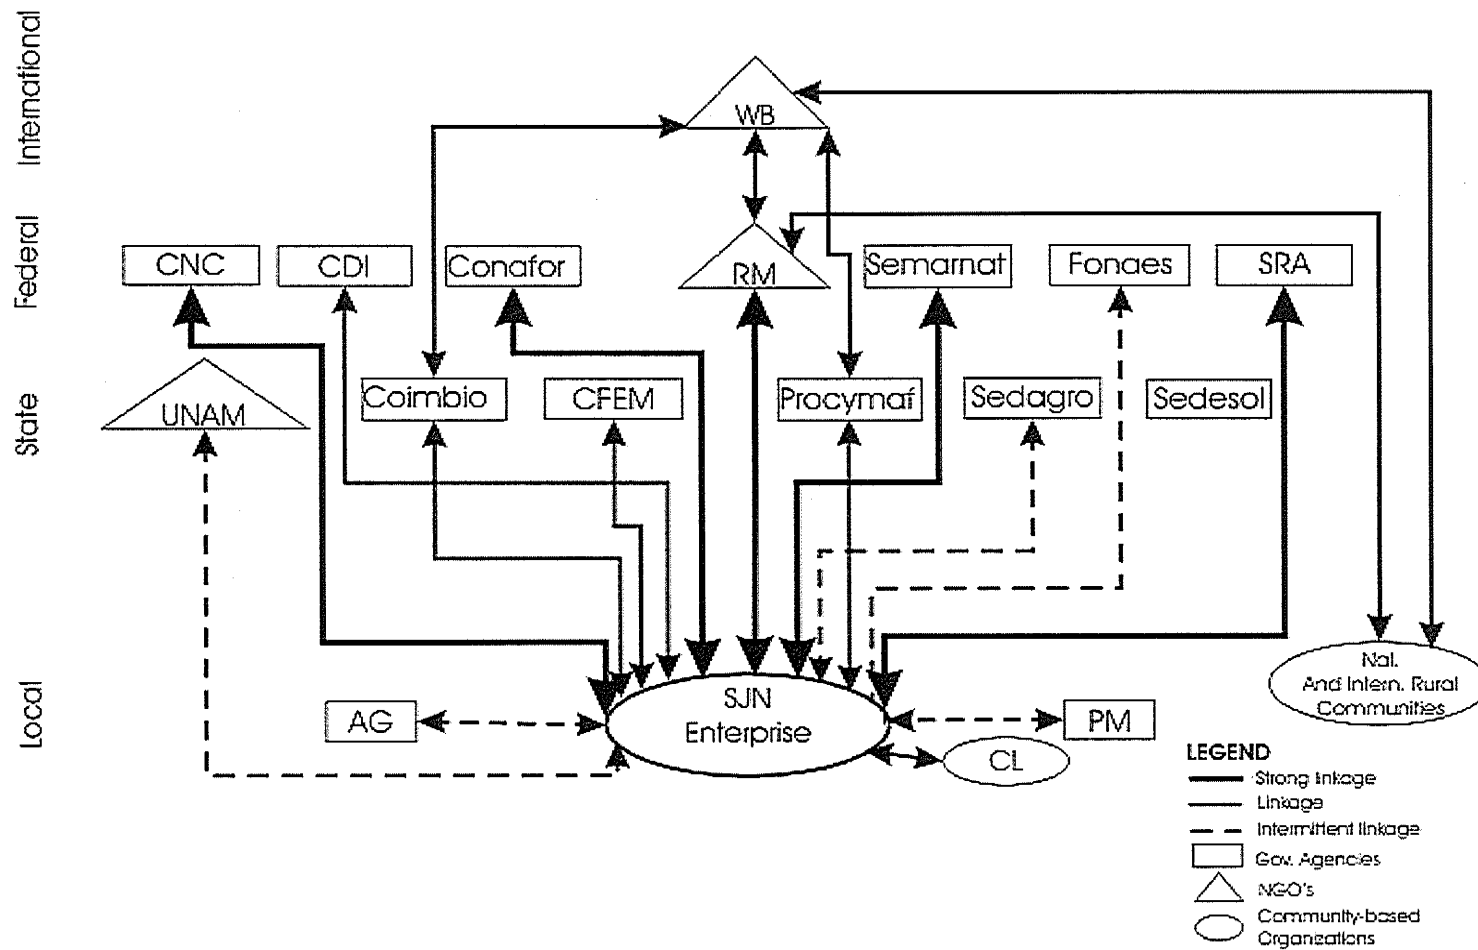 International
WB
Federal
CNC
CDI
Conafor
RM
Semarnat
Fonaes
SRA
State
UNAM
Coimbio
CFEM
Procymaf
Sedagro
Sedesol
Local
AG
SJN
Enterprise
PM
CL
Nal.
And Intern. Rural
Communities
LEGEND
Strong linkage
Linkage
Intermittent linkage
Gov. Agencies
NGO's
Community-based
Organizations